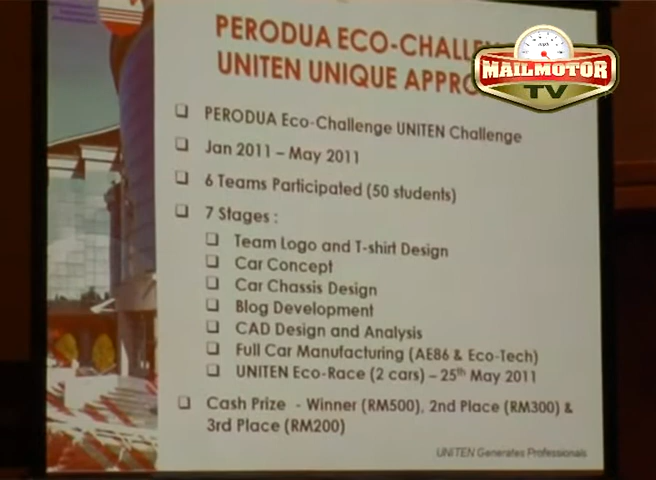 PERODUA ECO-CHALLE
UNITEN UNIQUE APPRO
MAILMOTOR
TV
PERODUA Eco-Challenge UNITEN Challenge
Jan 2011 – May 2011
6 Teams Participated (50 students)
7 Stages :
Team Logo and T-shirt Design
Car Concept
Car Chassis Design
Blog Development
CAD Design and Analysis
Full Car Manufacturing (AE86 & Eco-Tech)
UNITEN Eco-Race (2 cars) – 25th May 2011
Cash Prize - Winner (RM500), 2nd Place (RM300) &
3rd Place (RM200)
UNITEN Generates Professionals